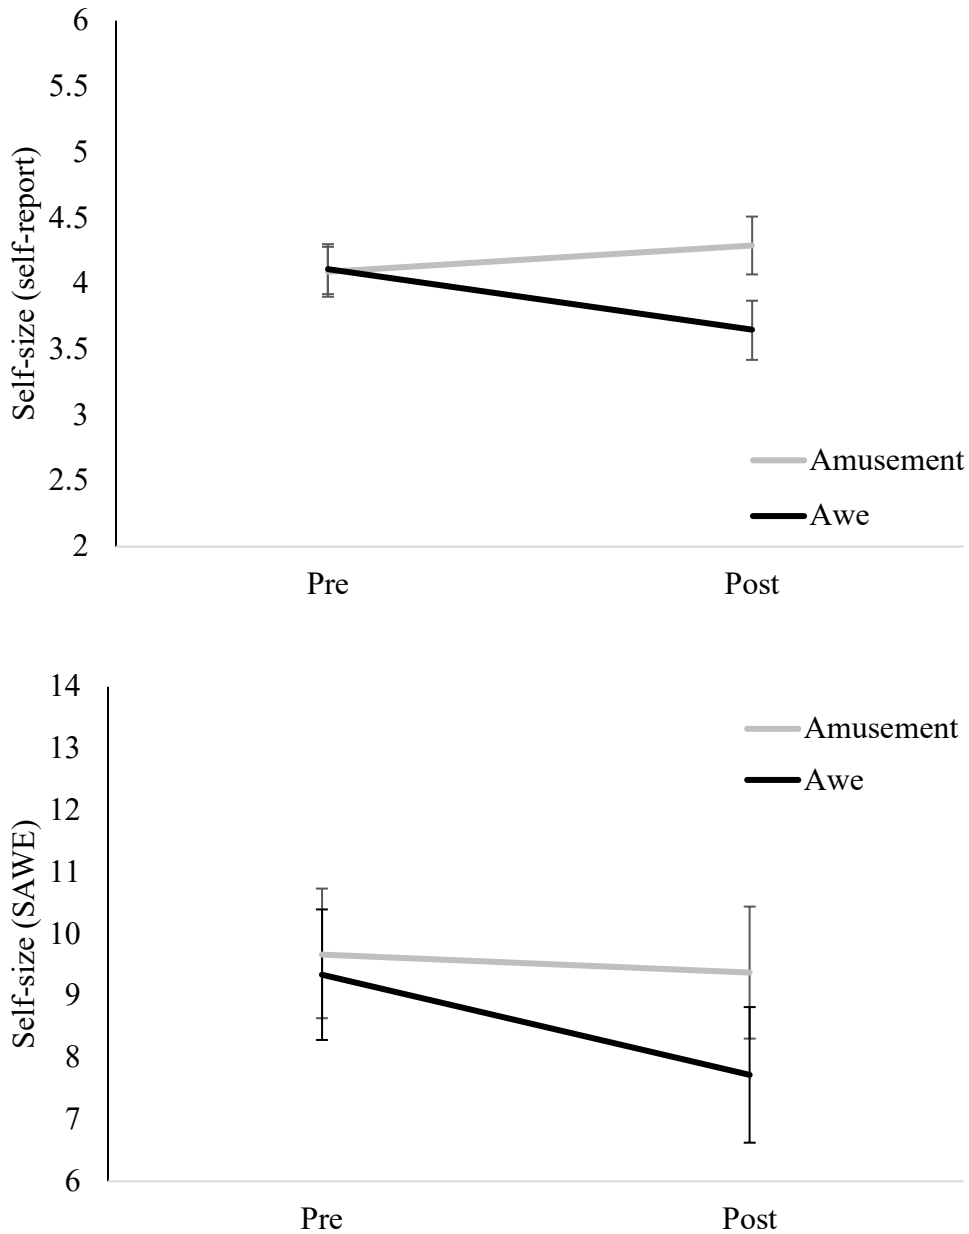 6
5.5
5
4.5
4
3.5
3
2.5
2
Self-size (self-report)
Amusement
Awe
Pre Post
14
13
12
11
10
9
8
7
6
Self-size (SAWE)
Amusement
Awe
Pre Post